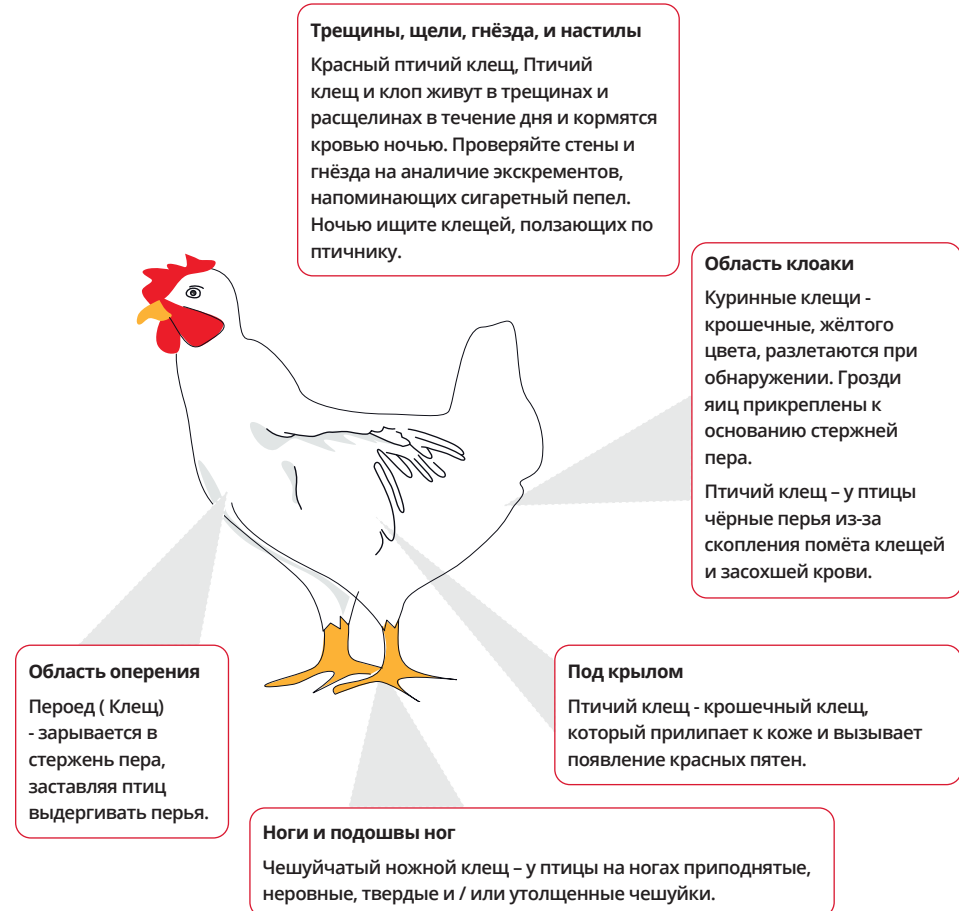 Трещины, щели, гнёзда, и настилы
Красный птичий клещ, Птичий
клещ и клоп живут в трещинах и
расщелинах в течение дня и кормятся
кровью ночью. Проверяйте стены и
гнёзда на аналичие экскрементов,
напоминающих сигаретный пепел.
Ночью ищите клещей, ползающих по
птичнику.
Область клоаки
Куринные клещи -
крошечные, жёлтого
цвета, разлетаются при
обнаружении. Грозди
яиц прикреплены к
основанию стержней
пера.
Птичий клещ – у птицы
чёрные перья из-за
скопления помёта клещей
и засохшей крови.
Область оперения
Пероед ( Клещ)
- зарывается в
стержень пера,
заставляя птиц
выдергивать перья.
Под крылом
Птичий клещ - крошечный клещ,
который прилипает к коже и вызывает
появление красных пятен.
Ноги и подошвы ног
Чешуйчатый ножной клещ – у птицы на ногах приподнятые,
неровные, твердые и / или утолщенные чешуйки.